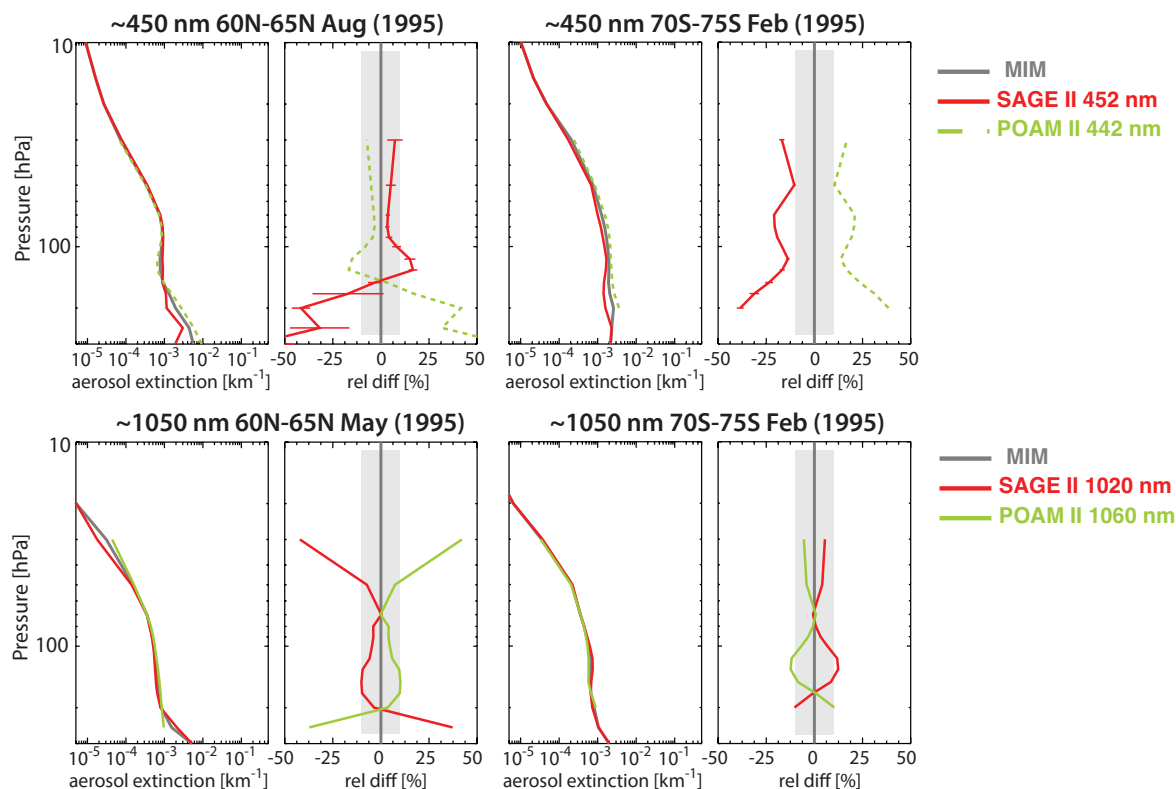 ~450 nm 60N-65N Aug (1995)
~450 nm 70S-75S Feb (1995)
10
100
Pressure [hPa]
10⁻⁵ 10⁻⁴ 10⁻³ 10⁻² 10⁻¹
aerosol extinction [km⁻¹]
-50 -25 0 25 50
rel diff [%]
10⁻⁵ 10⁻⁴ 10⁻³ 10⁻² 10⁻¹
aerosol extinction [km⁻¹]
-50 -25 0 25 50
rel diff [%]
MIM
SAGE II 452 nm
POAM II 442 nm
~1050 nm 60N-65N May (1995)
~1050 nm 70S-75S Feb (1995)
10
100
Pressure [hPa]
10⁻⁵ 10⁻⁴ 10⁻³ 10⁻² 10⁻¹
aerosol extinction [km⁻¹]
-50 -25 0 25 50
rel diff [%]
10⁻⁵ 10⁻⁴ 10⁻³ 10⁻² 10⁻¹
aerosol extinction [km⁻¹]
-50 -25 0 25 50
rel diff [%]
MIM
SAGE II 1020 nm
POAM II 1060 nm